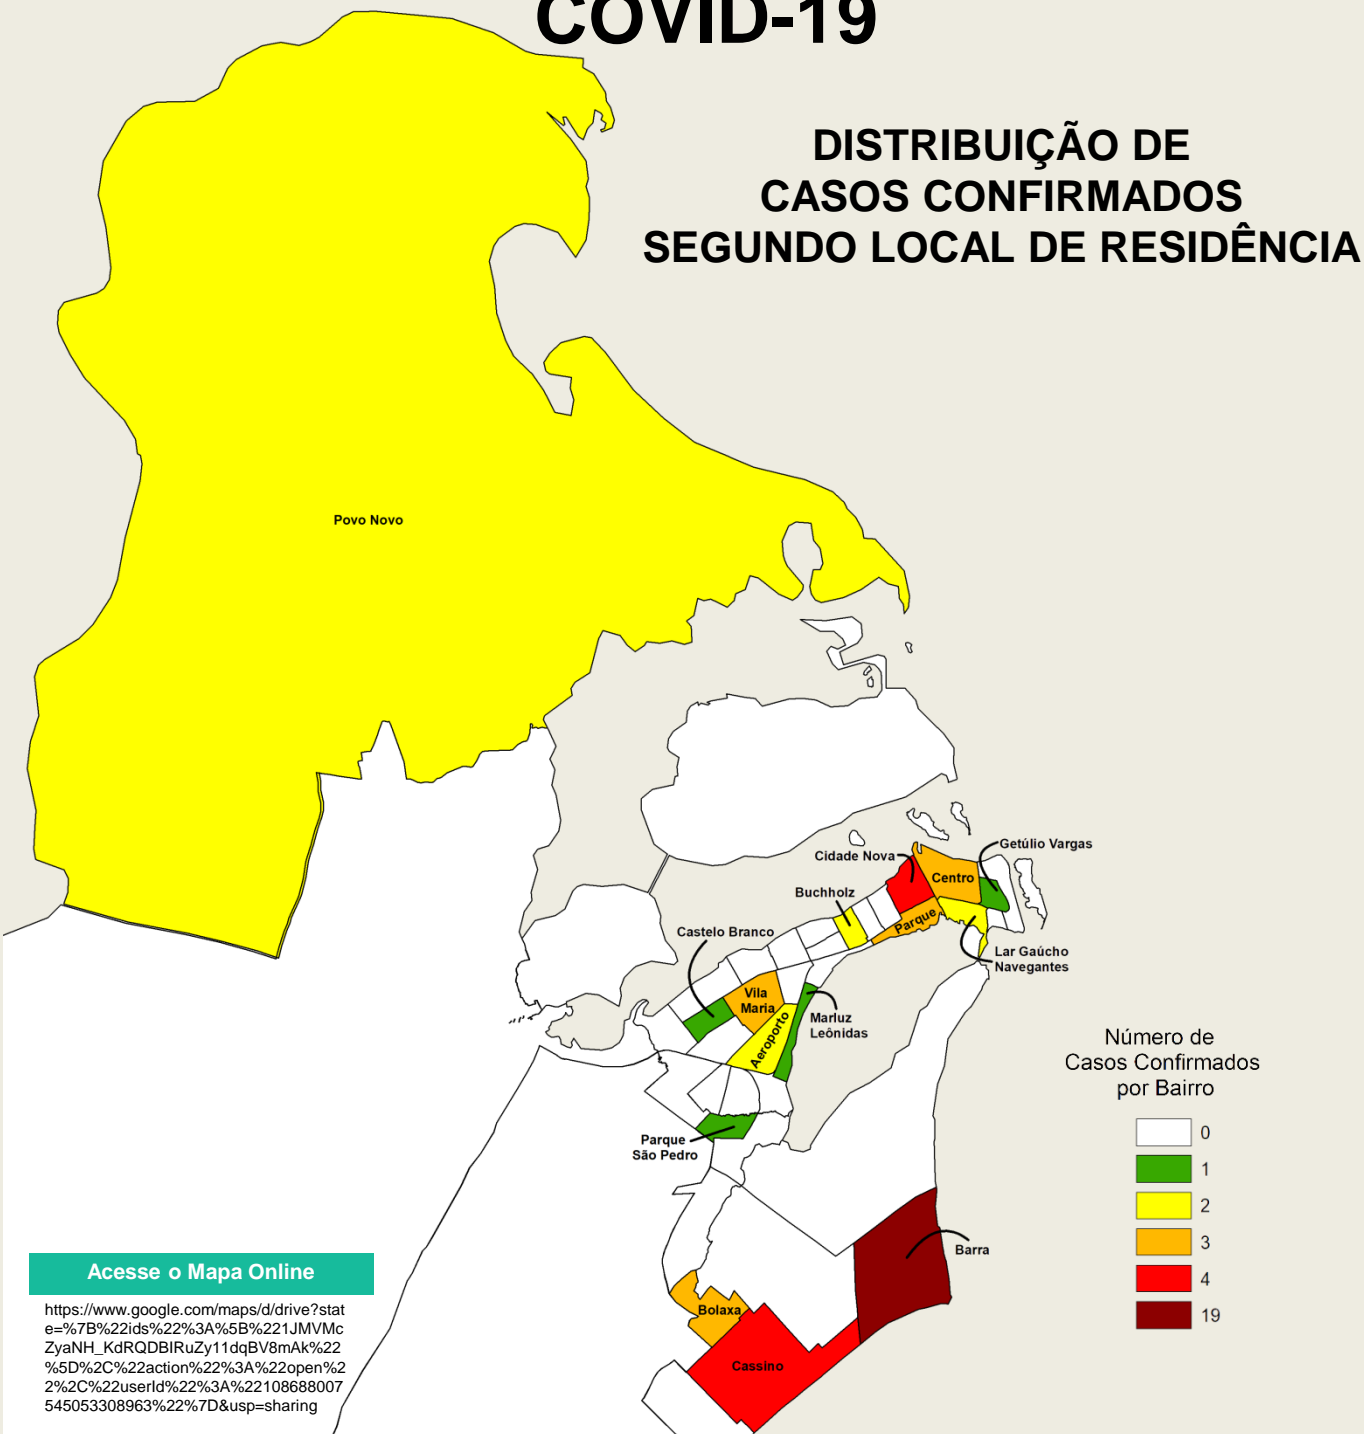 COVID-19
DISTRIBUIÇÃO DE
CASOS CONFIRMADOS
SEGUNDO LOCAL DE RESIDÊNCIA
Povo Novo
Getúlio Vargas
Cidade Nova
Centro
Buchholz
Parque
Castelo Branco
Lar Gaúcho
Navegantes
Vila
Maria
Marluz
Leônidas
Aeroporto
Parque
São Pedro
Barra
Bolaxa
Cassino
Número de
Casos Confirmados
por Bairro
0
1
2
3
4
19
Acesse o Mapa Online
https://www.google.com/maps/d/drive?stat
e=%7B%22ids%22%3A%5B%221JMVMc
ZyaNH_KdRQDBIRuZy11dqBV8mAk%22
%5D%2C%22action%22%3A%22open%2
2%2C%22userId%22%3A%22108688007
545053308963%22%7D&usp=sharing